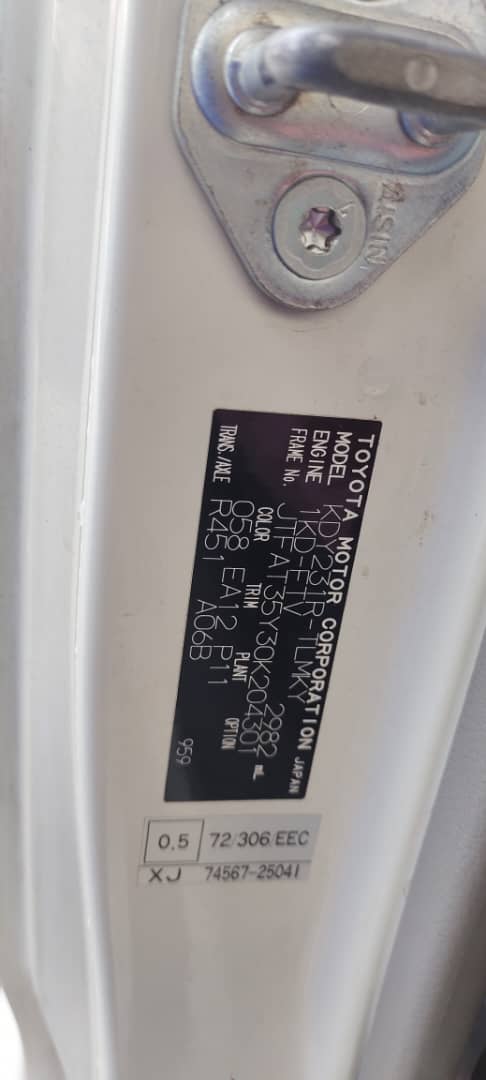 AISIN
TOYOTA MOTOR CORPORATION JAPAN
MODEL KDY231R-TLMKY
ENGINE 1KD-FTV 2982 mL
FRAME No. JTFAT35Y30K204301
COLOR TRIM PLANT OPTION
058 EA12 P11
TRANS./AXLE R451 A06B
959
0.5 72/306/EEC
XJ 74567-25041